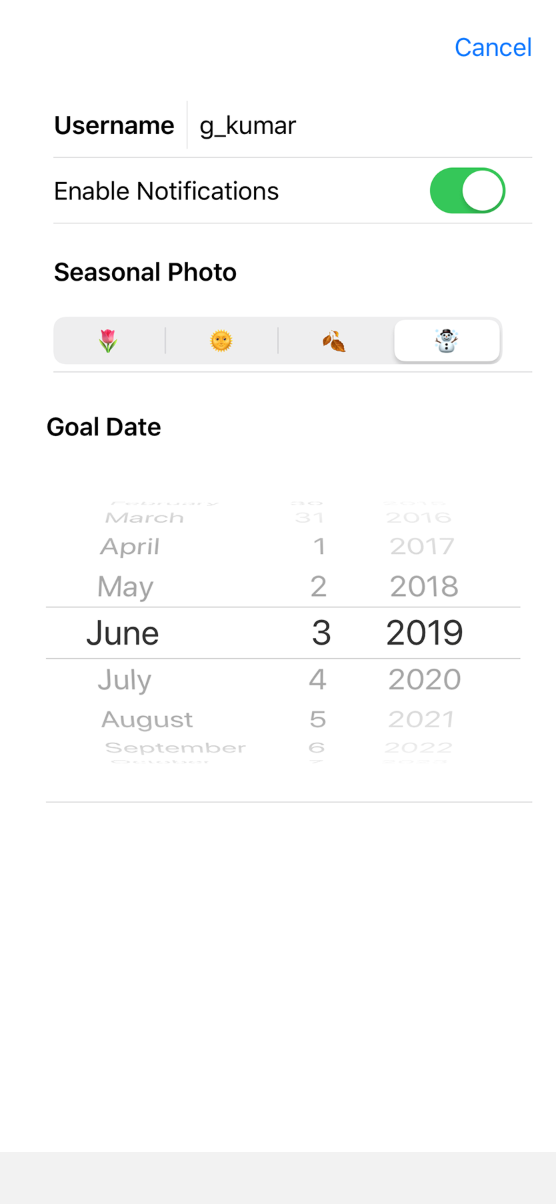 Cancel
Username g_kumar
Enable Notifications
Seasonal Photo
Goal Date
March 31 2016
April 1 2017
May 2 2018
June 3 2019
July 4 2020
August 5 2021
September 6 2022